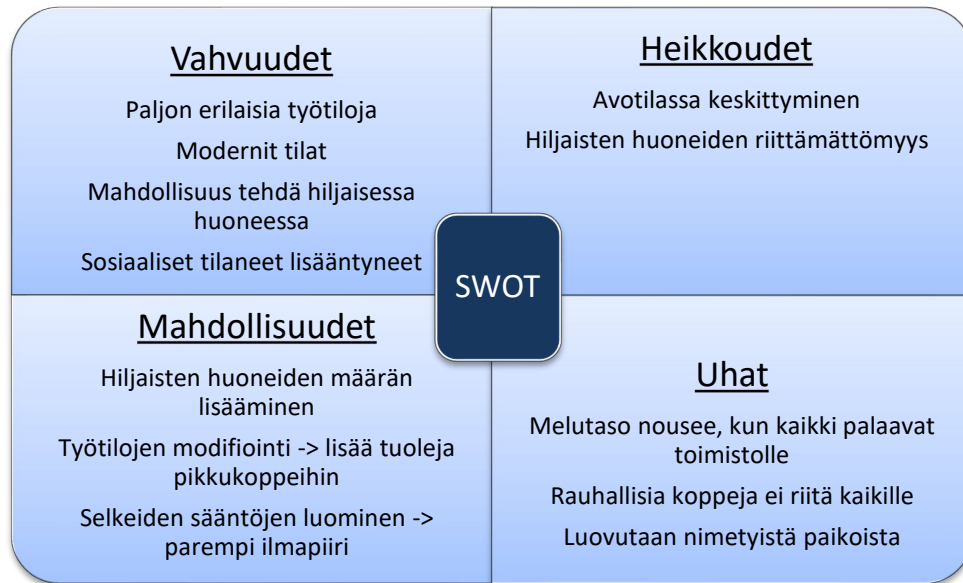 Vahvuudet
Paljon erilaisia työtiloja
Modernit tilat
Mahdollisuus tehdä hiljaisessa
huoneessa
Sosiaaliset tilaneet lisääntyneet
Heikkoudet
Avotilassa keskittyminen
Hiljaisten huoneiden riittämättömyys
SWOT
Mahdollisuudet
Hiljaisten huoneiden määrän
lisääminen
Työtilojen modifiointi -> lisää tuoleja
pikkukoppeihin
Selkeiden sääntöjen luominen ->
parempi ilmapiiri
Uhat
Melutaso nousee, kun kaikki palaavat
toimistolle
Rauhallisia koppeja ei riitä kaikille
Luovutaan nimetyistä paikoista